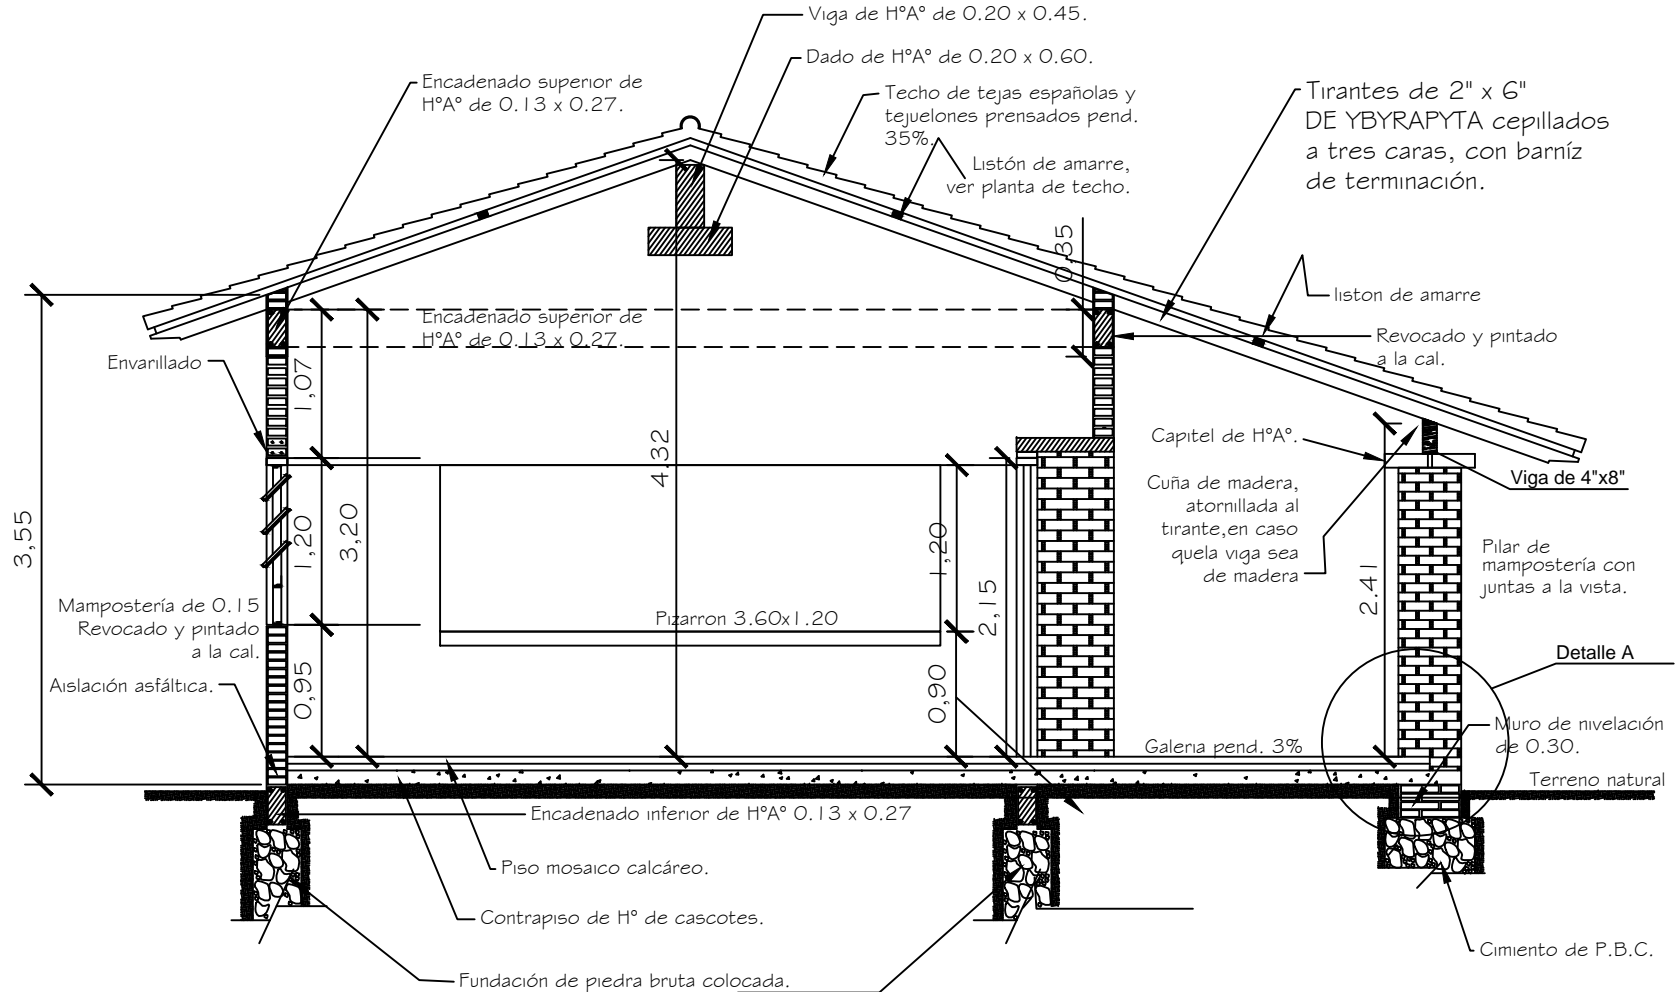 Viga de HºAº de 0.20 x 0.45.
Dado de HºAº de 0.20 x 0.60.
Encadenado superior de
HºAº de 0.13 x 0.27.
Techo de tejas españolas y
tejuelones prensados pend.
35%.
Listón de amarre,
ver planta de techo.
Tirantes de 2" x 6"
DE YBYRAPYTA cepillados
a tres caras, con barníz
de terminación.
0.35
liston de amarre
Encadenado superior de
HºAº de 0.13 x 0.27.
Revocado y pintado
a la cal.
Envarillado
1,07
4.32
Capitel de HºAº.
Viga de 4"x8"
Cuña de madera,
atornillada al
tirante,en caso
quela viga sea
de madera
3,55
1,20
3,20
1,20
2,15
2.41
Pilar de
mampostería con
juntas a la vista.
Mampostería de 0.15
Revocado y pintado
a la cal.
Pizarron 3.60x1.20
Detalle A
Aislación asfáltica.
0,95
0,90
Galeria pend. 3%
Muro de nivelación
de 0.30.
Terreno natural
Encadenado inferior de HºAº 0.13 x 0.27
Piso mosaico calcáreo.
Contrapiso de Hº de cascotes.
Cimiento de P.B.C.
Fundación de piedra bruta colocada.